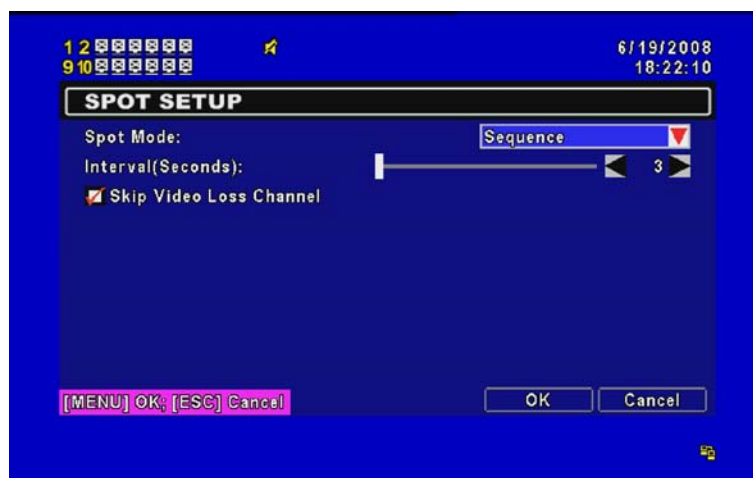 1 2
6/19/2008
9 10
18:22:10
SPOT SETUP
Spot Mode: Sequence
Interval(Seconds): 3
Skip Video Loss Channel
[MENU] OK; [ESC] Cancel
OK Cancel